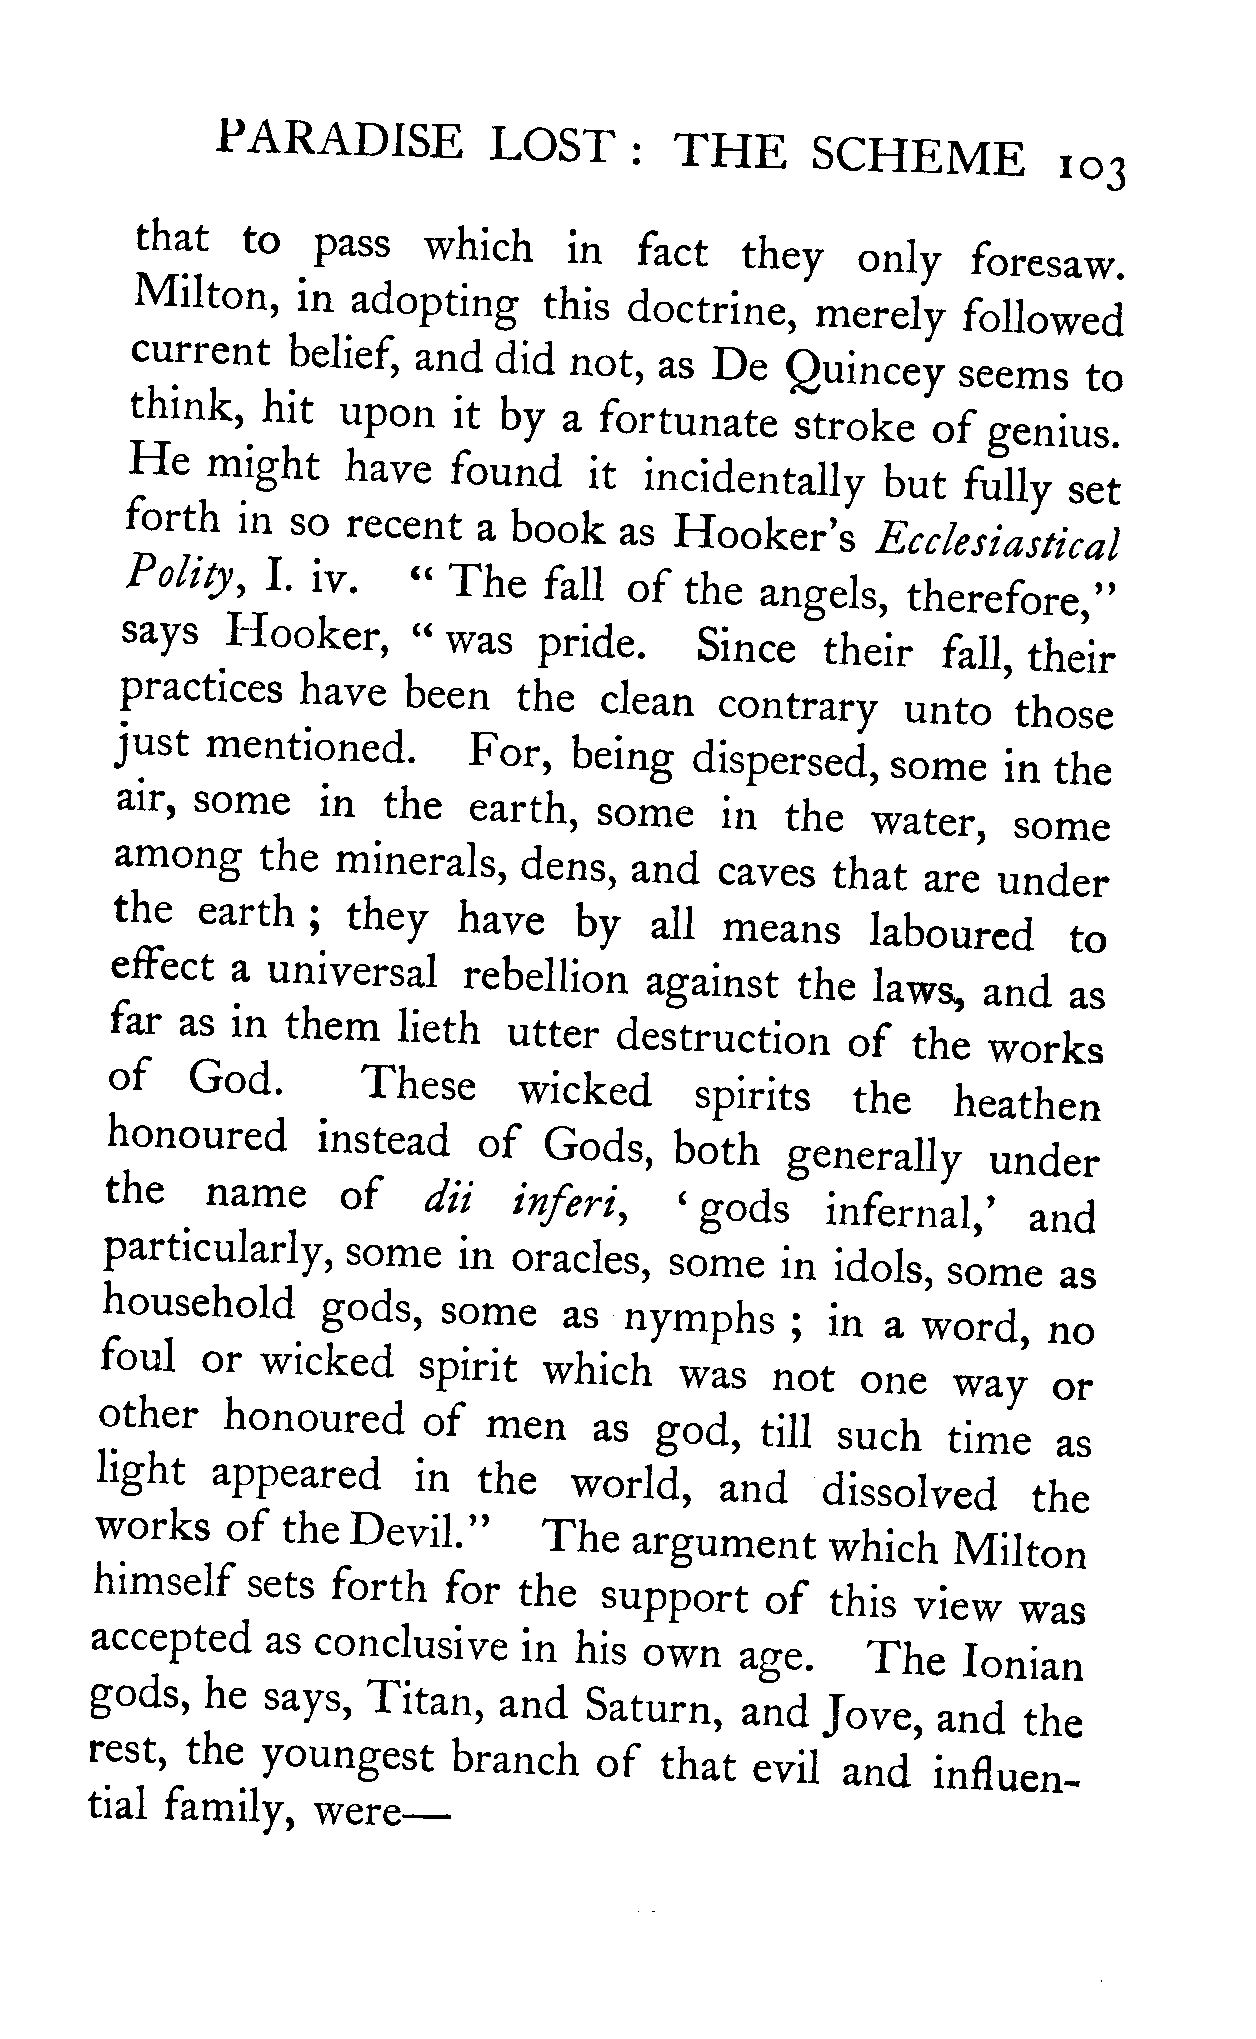 PARADISE LOST : THE SCHEME 103
that to pass which in fact they only foresaw.
Milton, in adopting this doctrine, merely followed
current belief, and did not, as De Quincey seems to
think, hit upon it by a fortunate stroke of genius.
He might have found it incidentally but fully set
forth in so recent a book as Hooker's Ecclesiastical
Polity, I. iv. “ The fall of the angels, therefore,”
says Hooker, “ was pride. Since their fall, their
practices have been the clean contrary unto those
just mentioned. For, being dispersed, some in the
air, some in the earth, some in the water, some
among the minerals, dens, and caves that are under
the earth ; they have by all means laboured to
effect a universal rebellion against the laws, and as
far as in them lieth utter destruction of the works
of God. These wicked spirits the heathen
honoured instead of Gods, both generally under
the name of dii inferi, ‘ gods infernal,’ and
particularly, some in oracles, some in idols, some as
household gods, some as nymphs ; in a word, no
foul or wicked spirit which was not one way or
other honoured of men as god, till such time as
light appeared in the world, and dissolved the
works of the Devil.” The argument which Milton
himself sets forth for the support of this view was
accepted as conclusive in his own age. The Ionian
gods, he says, Titan, and Saturn, and Jove, and the
rest, the youngest branch of that evil and influen-
tial family, were—